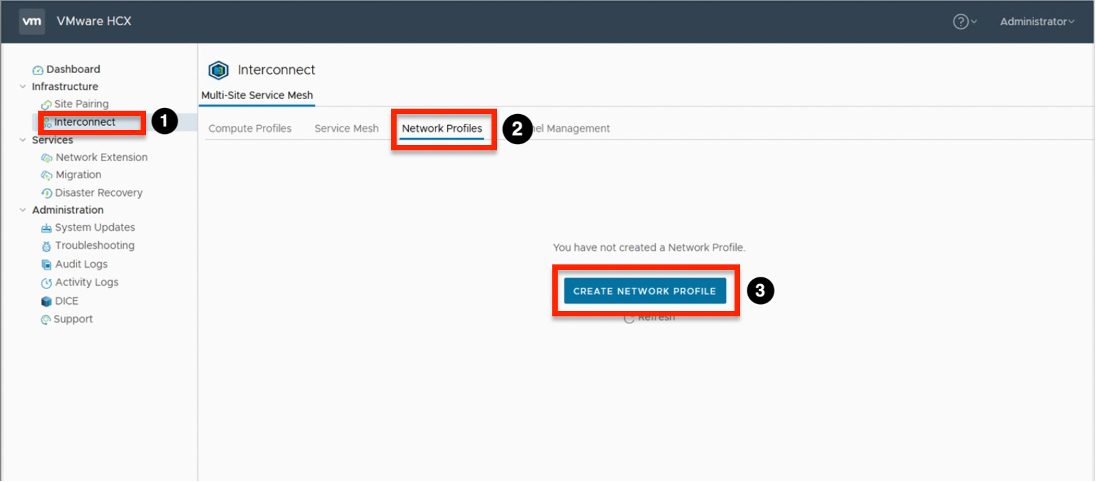 vm VMware HCX
Administrator
Dashboard
Infrastructure
Site Pairing
Interconnect
1
Services
Network Extension
Migration
Disaster Recovery
Administration
System Updates
Troubleshooting
Audit Logs
Activity Logs
DICE
Support
Interconnect
Multi-Site Service Mesh
Compute Profiles Service Mesh Network Profiles 2 Management
You have not created a Network Profile.
CREATE NETWORK PROFILE 3
Refresh